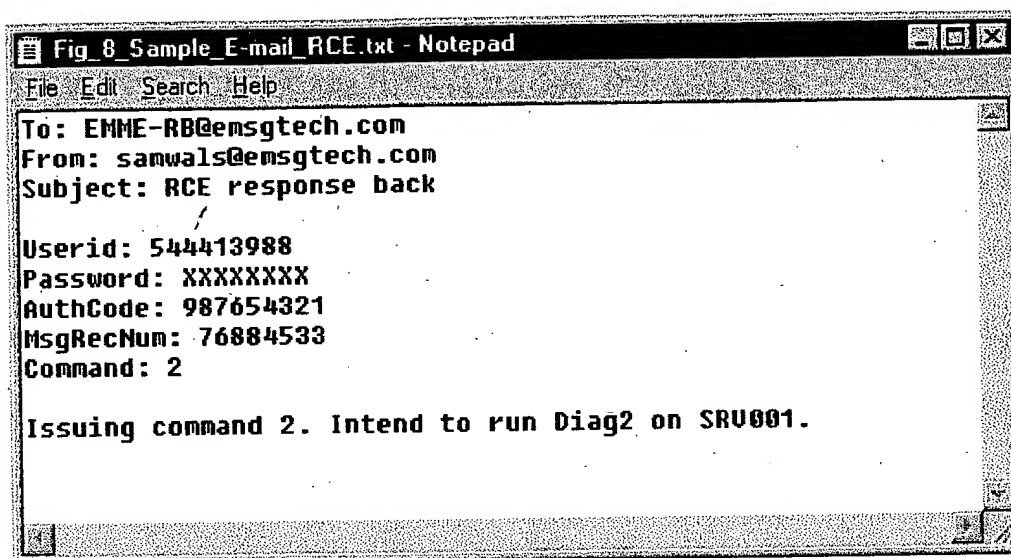 Fig_8_Sample_E-mail_RCE.txt - Notepad
File Edit Search Help
To: EMME-RB@emsgtech.com
From: samwals@emsgtech.com
Subject: RCE response back
Userid: 544413988
Password: XXXXXXXX
AuthCode: 987654321
MsgRecNum: 76884533
Command: 2
Issuing command 2. Intend to run Diag2 on SRV001.